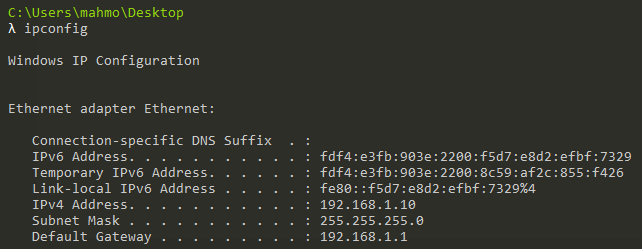 C:\Users\mahmo\Desktop
λ ipconfig
Windows IP Configuration
Ethernet adapter Ethernet:
Connection-specific DNS Suffix  . :
IPv6 Address. . . . . . . . . . . : fdf4:e3fb:903e:2200:f5d7:e8d2:efbf:7329
Temporary IPv6 Address. . . . . . : fdf4:e3fb:903e:2200:8c59:af2c:855:f426
Link-local IPv6 Address . . . . . : fe80::f5d7:e8d2:efbf:7329%4
IPv4 Address. . . . . . . . . . . : 192.168.1.10
Subnet Mask . . . . . . . . . . . : 255.255.255.0
Default Gateway . . . . . . . . . : 192.168.1.1